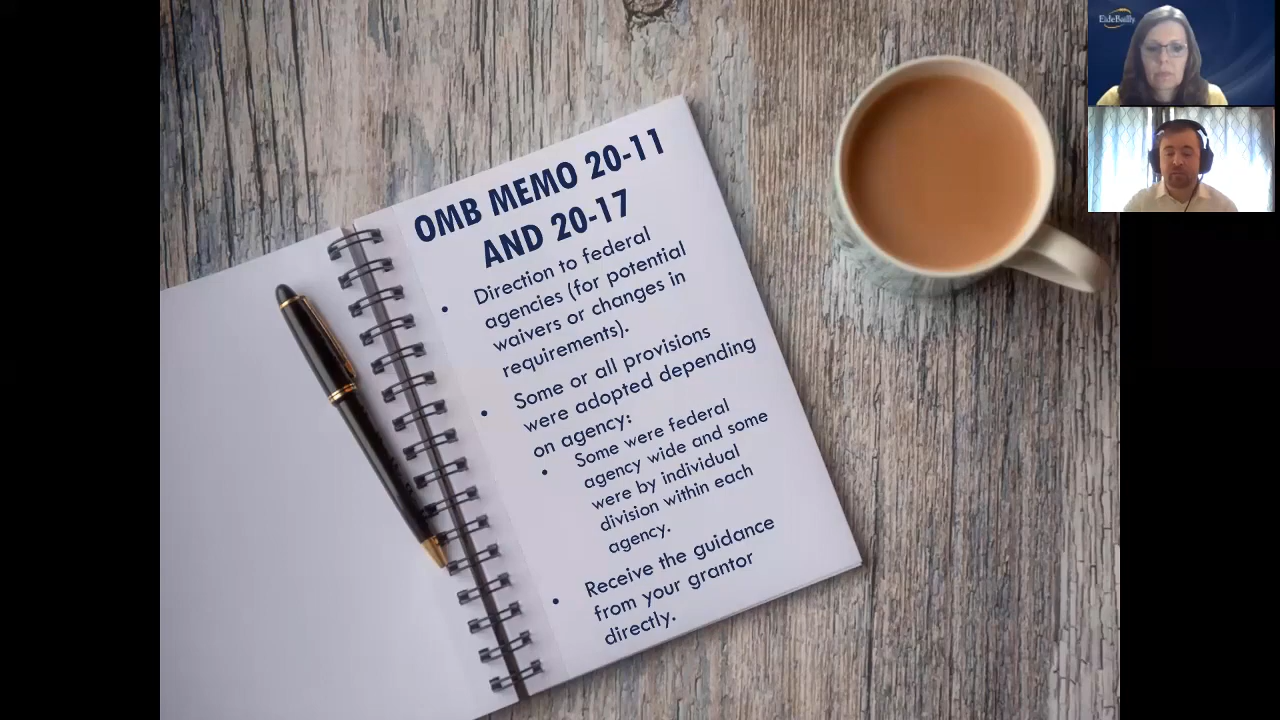 OMB MEMO 20-11
AND 20-17
• Direction to federal
agencies (for potential
waivers or changes in
requirements).
• Some or all provisions
were adopted depending
on agency:
• Some were federal
agency wide and some
were by individual
division within each
agency.
• Receive the guidance
from your grantor
directly.
EideBailly